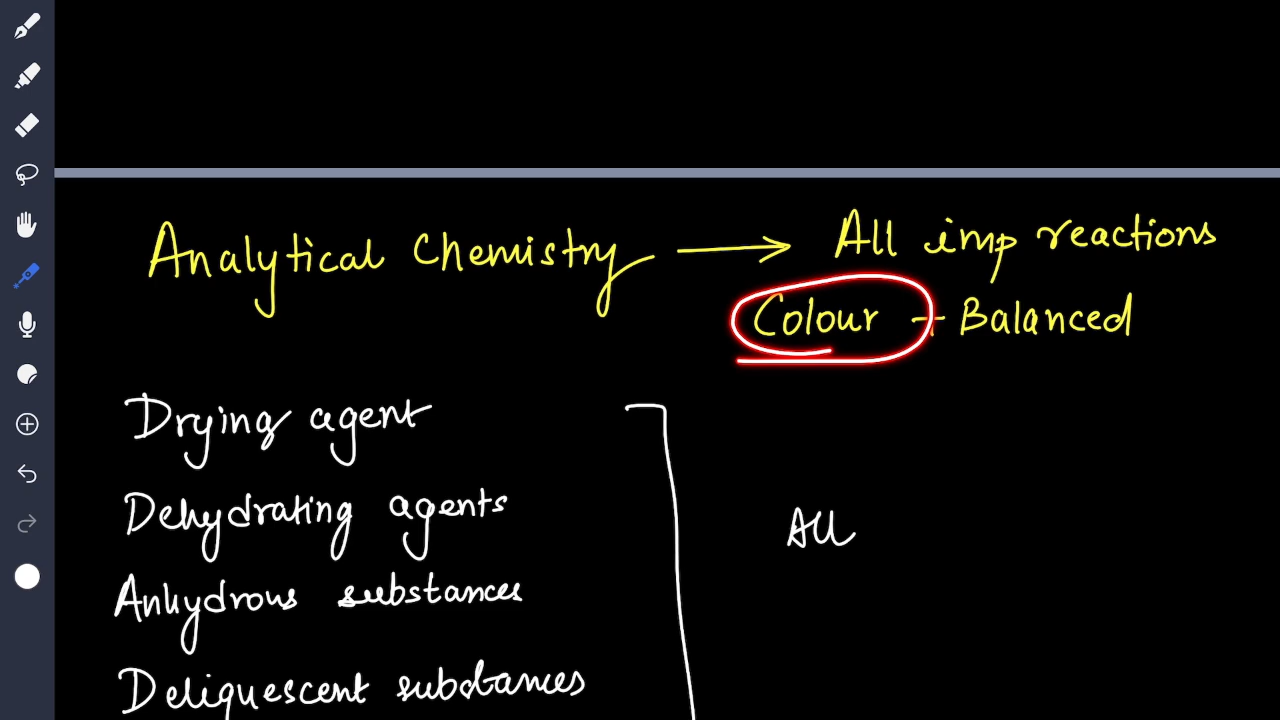 Analytical Chemistry → All imp reactions
Colour + Balanced
Drying agent
Dehydrating agents
All
Anhydrous substances
Deliquescent substances